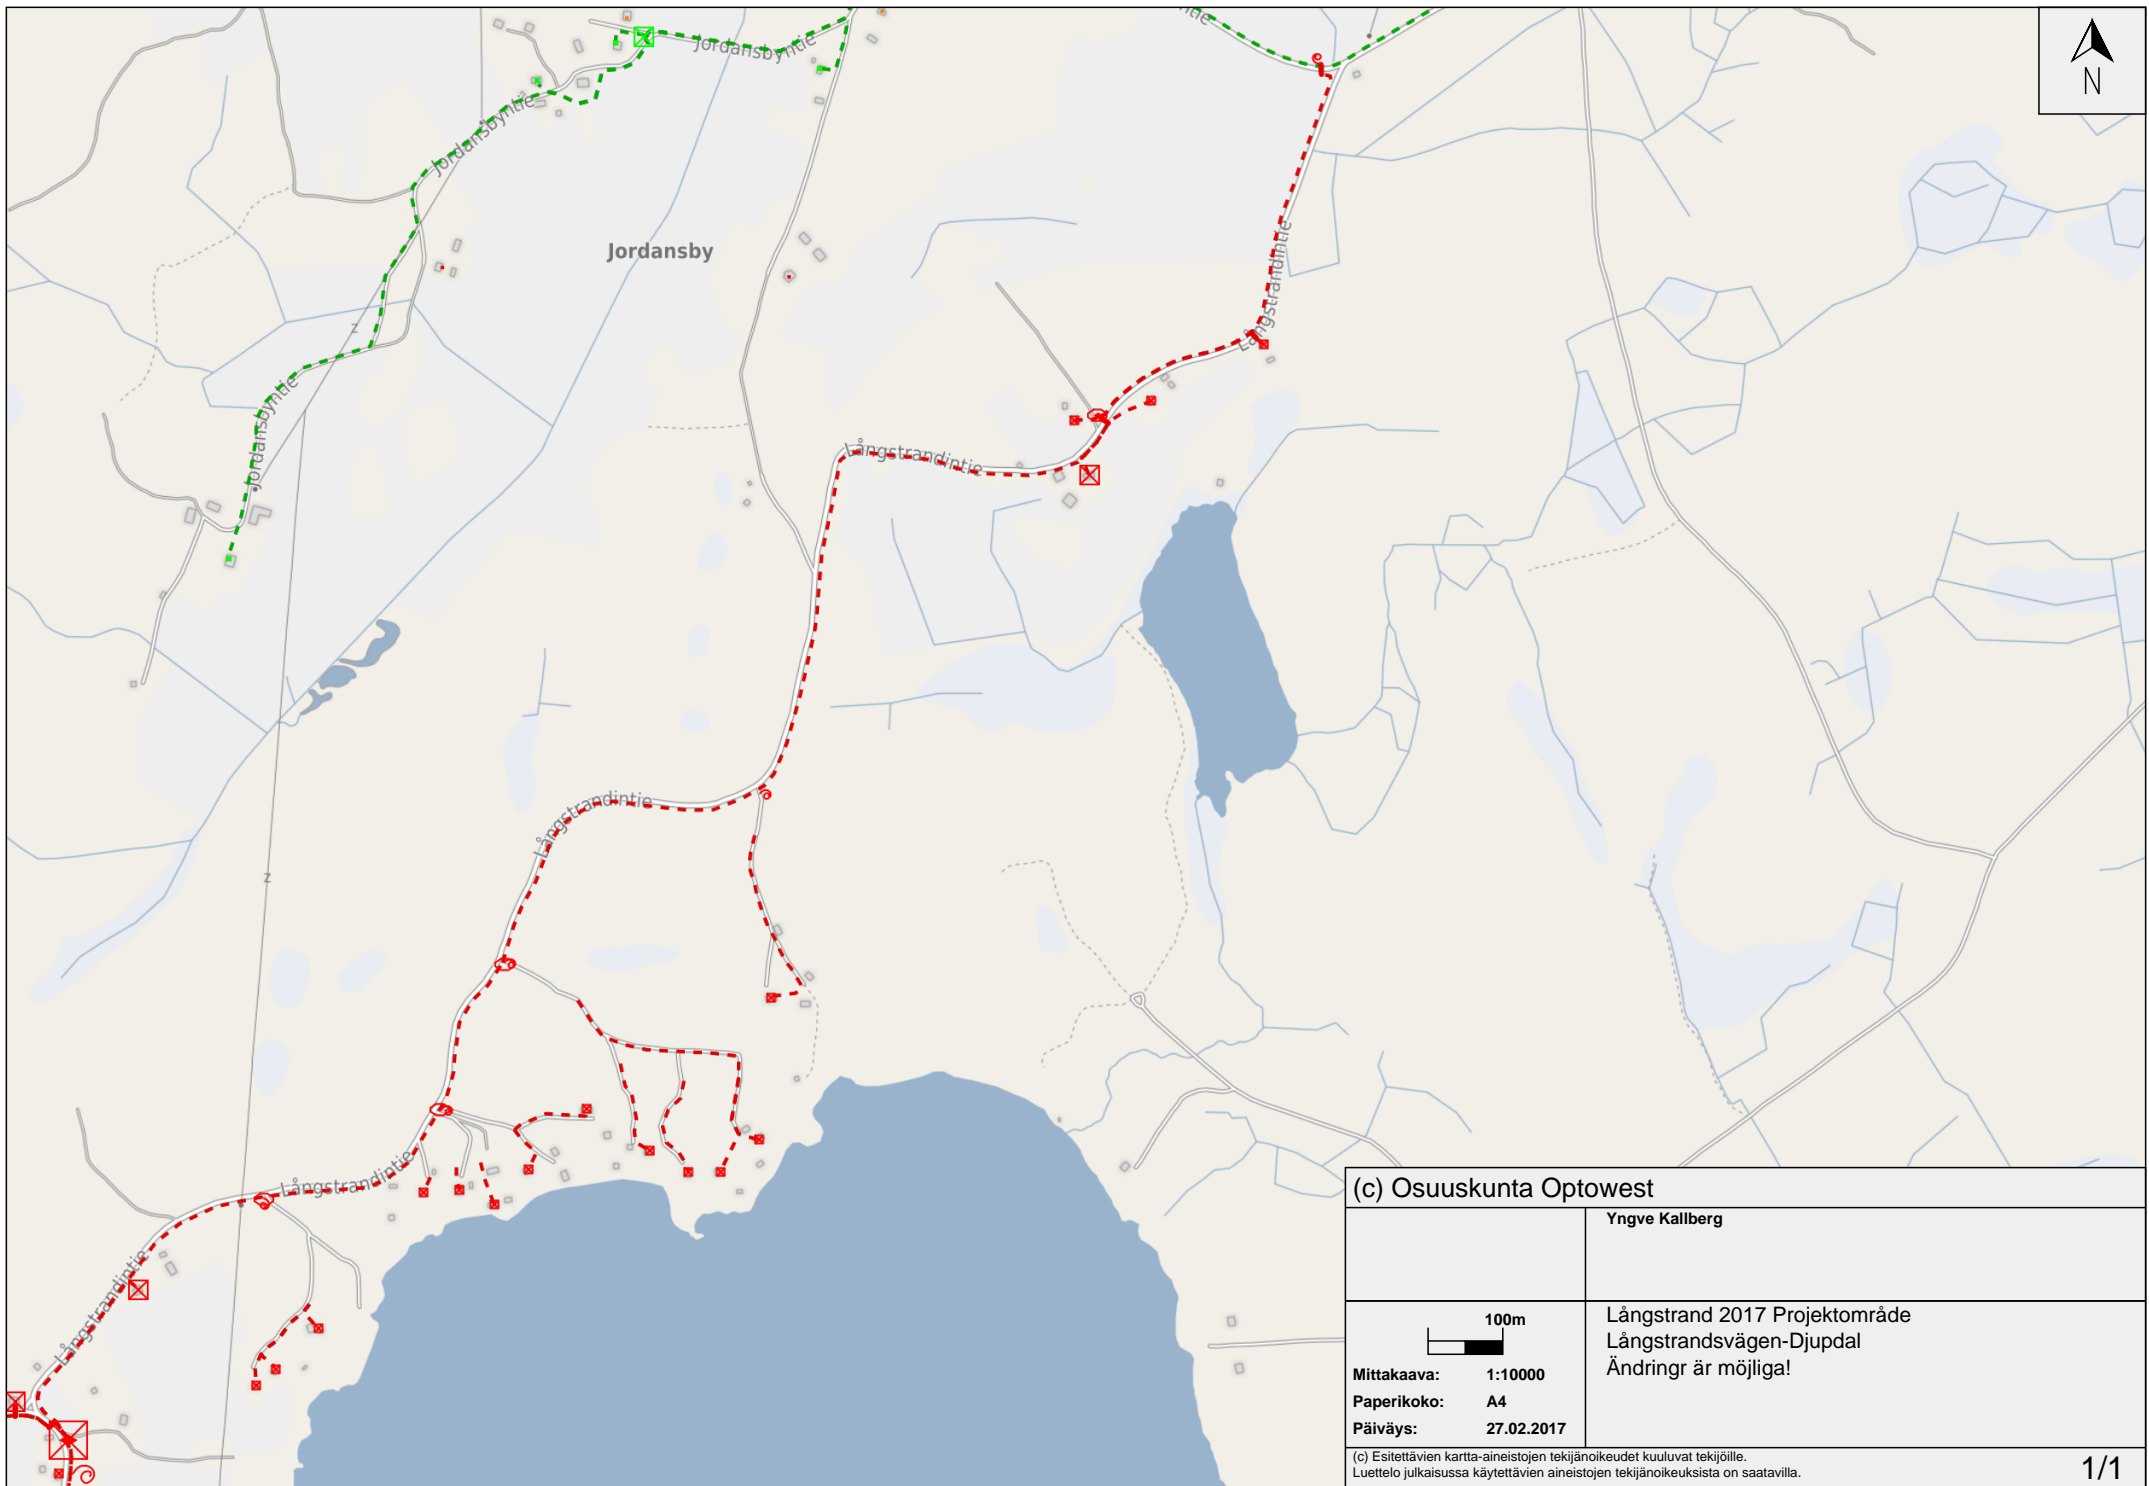 ntie
N
Jordansbyntie
Jordansbyntie
Jordansby
Långstrandintie
z
Jordansbyntie
Långstrandintie
Långstrandintie
z
Långstrandintie
Långstrandintie
(c) Osuuskunta Optowest
Yngve Kallberg
100m
Mittakaava: 1:10000
Paperikoko: A4
Päiväys: 27.02.2017
Långstrand 2017 Projektområde
Långstrandsvägen-Djupdal
Ändringr är möjliga!
(c) Esitettävien kartta-aineistojen tekijänoikeudet kuuluvat tekijöille.
Luettelo julkaisussa käytettävien aineistojen tekijänoikeuksista on saatavilla.
1/1